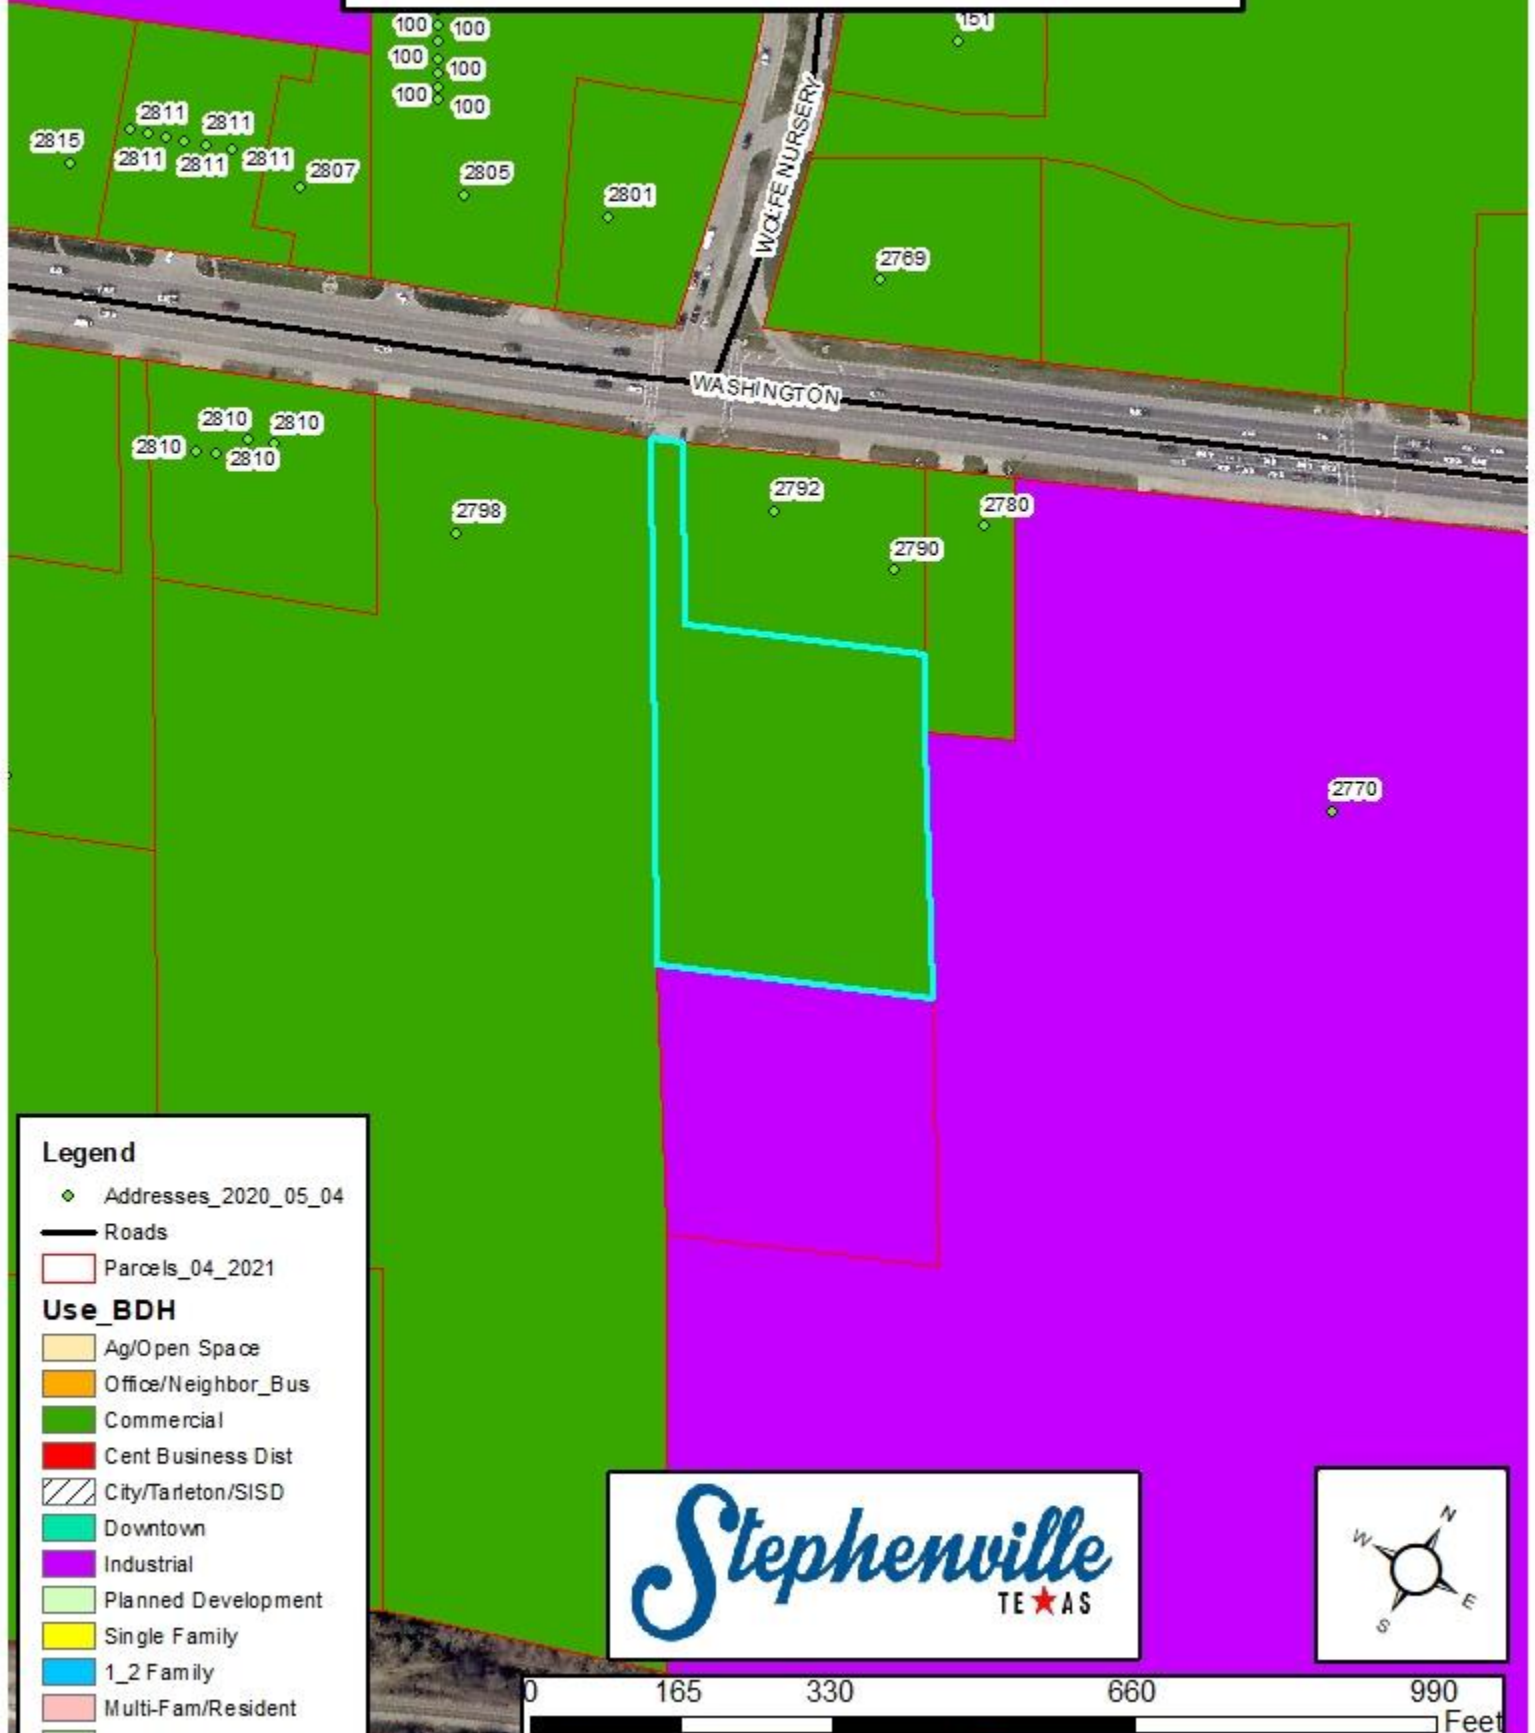 100 100
151
100
100
100
100
2811
2811
2815
2811
2811
2811
2807
2805
2801
WOLFE NURSERY
2769
WASHINGTON
2810
2810
2810
2810
2798
2792
2780
2790
2770
Legend
Addresses_2020_05_04
Roads
Parcels_04_2021
Use_BDH
Ag/Open Space
Office/Neighbor_Bus
Commercial
Cent Business Dist
City/Tarleton/SISD
Downtown
Industrial
Planned Development
Single Family
1_2 Family
Multi-Fam/Resident
Stephenville
TEXAS
N
W
E
S
0 165 330 660 990
Feet